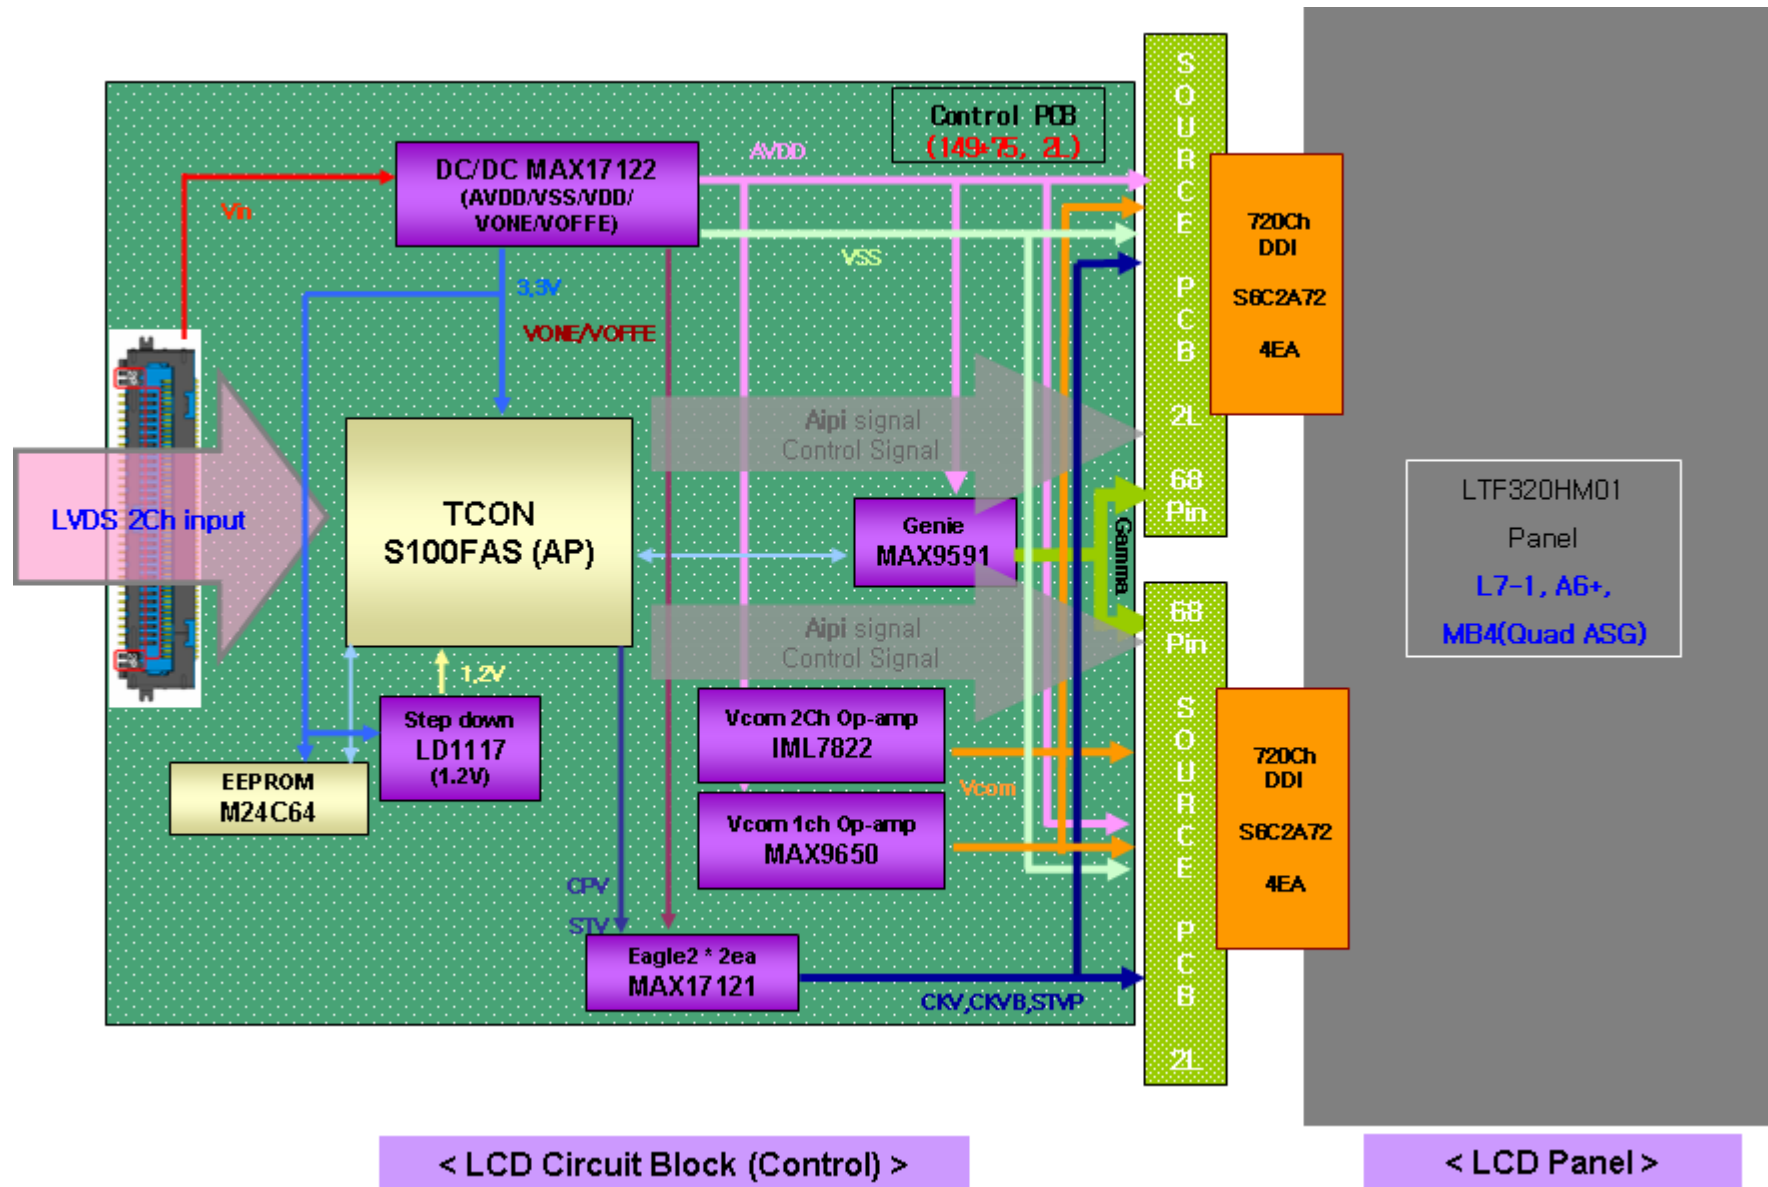 Control PCB
(149*75, 2L)
AVDD
DC/DC MAX17122
(AVDD/VSS/VDD/
VONE/VOFFE)
Vin
VSS
3,3V
VONE/VOFFE
LVDS 2Ch input
TCON
S100FAS (AP)
Aipi signal
Control Signal
Genie
MAX9591
Gamma
Aipi signal
Control Signal
1,2V
Step down
LD1117
(1.2V)
EEPROM
M24C64
Vcom 2Ch Op-amp
IML7822
Vcom
Vcom 1ch Op-amp
MAX9650
CPV
STV
Eagle2 * 2ea
MAX17121
CKV,CKVB,STVP
SOURCE PCB 2L
68
Pin
68
Pin
SOURCE PCB 2L
720Ch
DDI
S6C2A72
4EA
720Ch
DDI
S6C2A72
4EA
LTF320HM01
Panel
L7-1, A6+,
MB4(Quad ASG)
< LCD Circuit Block (Control) >
< LCD Panel >